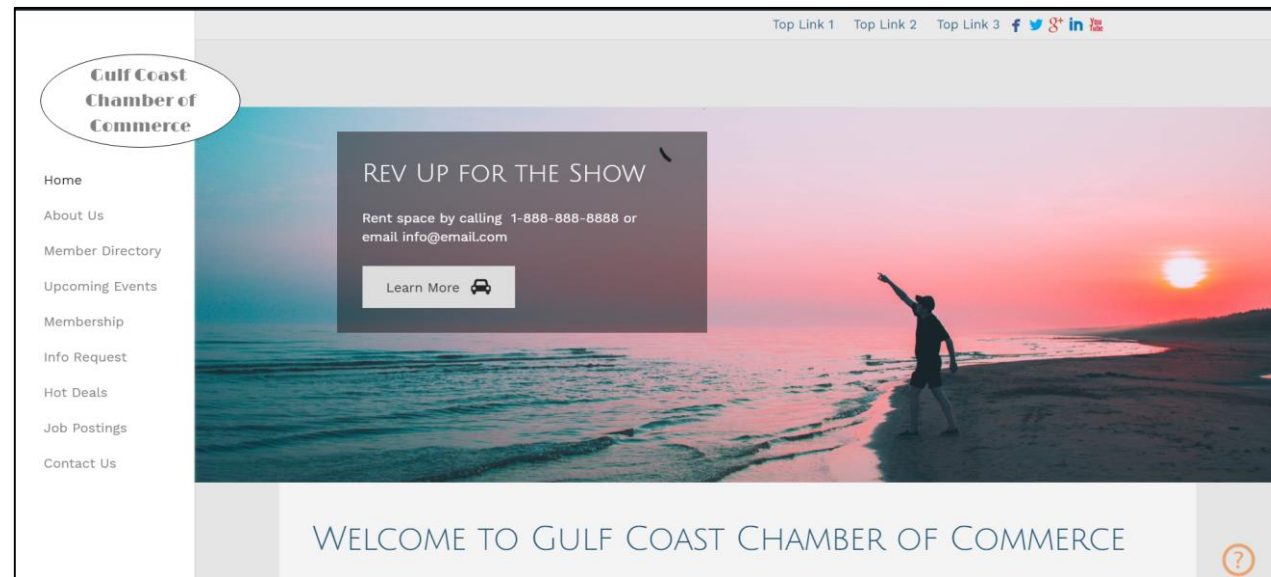 Top Link 1 Top Link 2 Top Link 3 f g+ in You Tube
Gulf Coast
Chamber of
Commerce
Home
About Us
Member Directory
Upcoming Events
Membership
Info Request
Hot Deals
Job Postings
Contact Us
Rev Up for the Show
Rent space by calling 1-888-888-8888 or
email info@email.com
Learn More
Welcome to Gulf Coast Chamber of Commerce
?